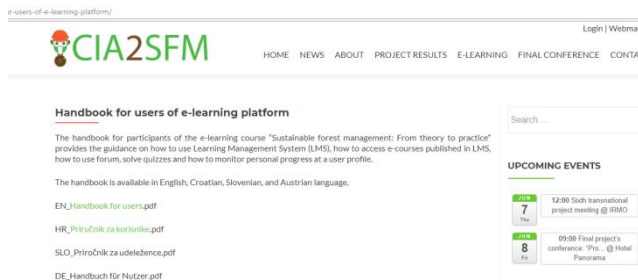 or-users-of-e-learning-platform/
Login | Webma
CIA2SFM
HOME NEWS ABOUT PROJECT RESULTS E-LEARNING FINAL CONFERENCE CONTA
Handbook for users of e-learning platform
The handbook for participants of the e-learning course "Sustainable forest management: From theory to practice"
provides the guidance on how to use Learning Management System (LMS), how to access e-courses published in LMS,
how to use forum, solve quizzes and how to monitor personal progress at a user profile.
The handbook is available in English, Croatian, Slovenian, and Austrian language.
EN_Handbook for users.pdf
HR_Priručnik za korisnike.pdf
SLO_Priročnik za udeležence.pdf
DE_Handbuch für Nutzer.pdf
Search ...
UPCOMING EVENTS
JUN
7
Thu
12:00 Sixth transnational
project meeting @ IRMO
JUN
8
Fri
09:00 Final project's
conference: "Pro... @ Hotel
Panorama